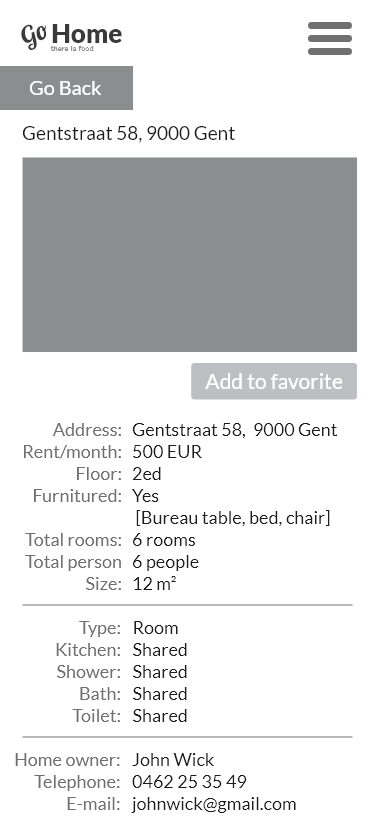 Go Home
there is food
Go Back
Gentstraat 58, 9000 Gent
Add to favorite
Address: Gentstraat 58, 9000 Gent
Rent/month: 500 EUR
Floor: 2ed
Furnitured: Yes
[Bureau table, bed, chair]
Total rooms: 6 rooms
Total person 6 people
Size: 12 m²
Type: Room
Kitchen: Shared
Shower: Shared
Bath: Shared
Toilet: Shared
Home owner: John Wick
Telephone: 0462 25 35 49
E-mail: johnwick@gmail.com